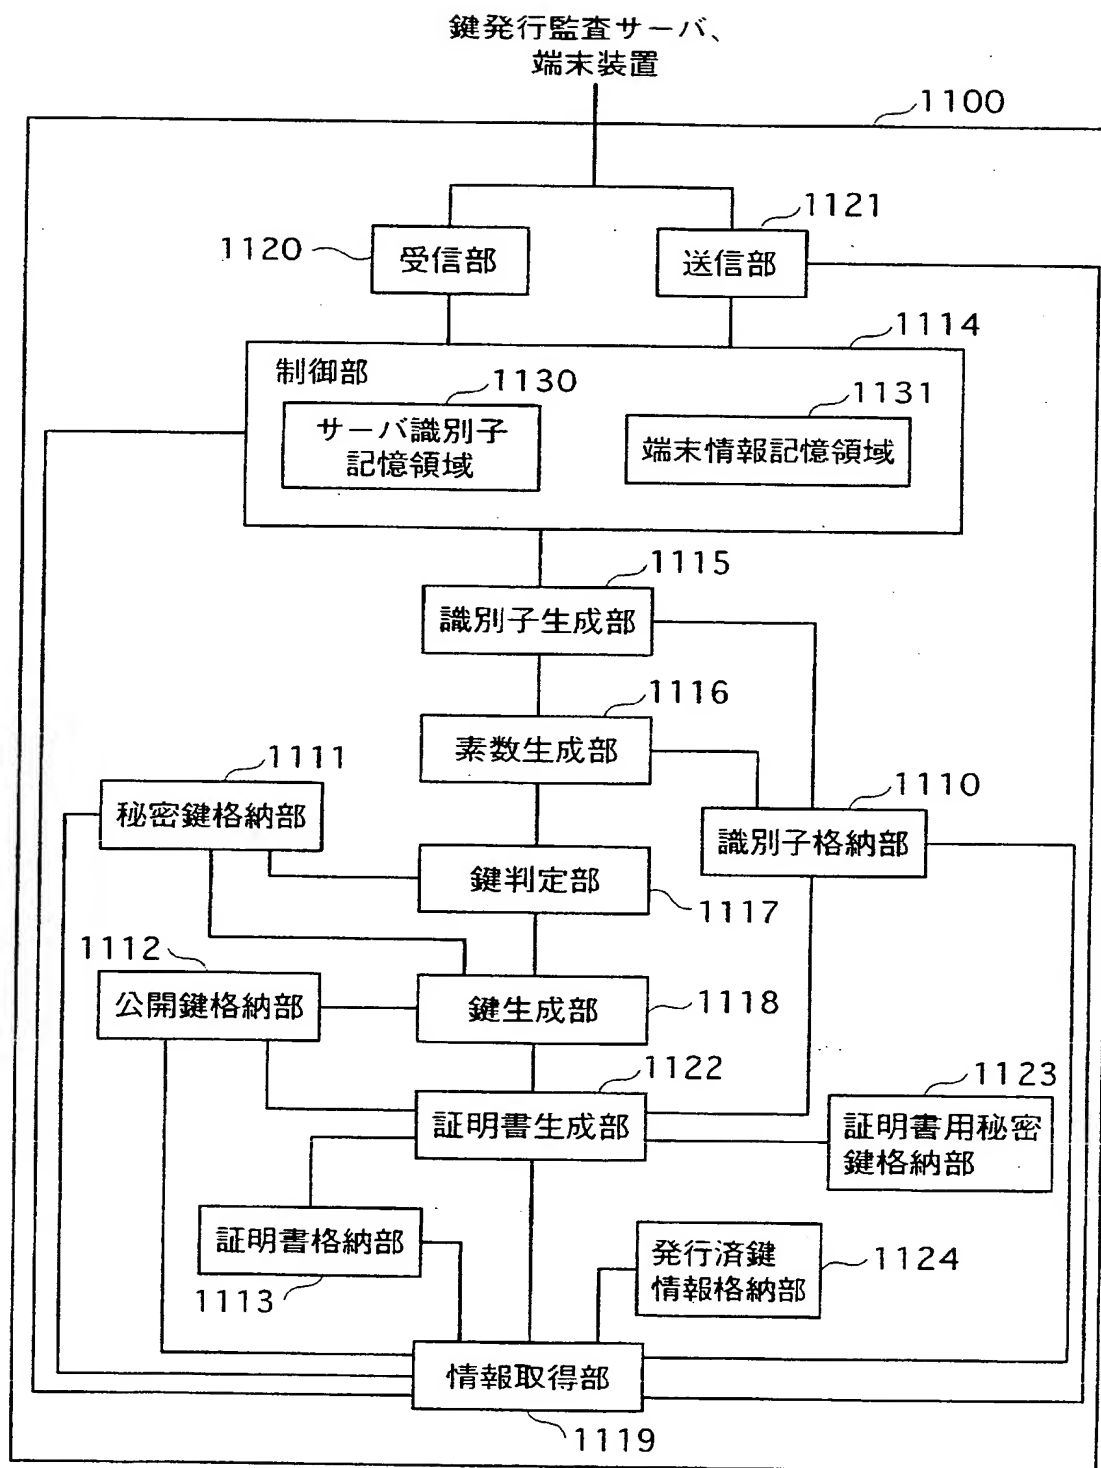 鍵発行監査サーバ、
端末装置
1100
1121
1120
受信部
送信部
1114
制御部
1130
1131
サーバ識別子
記憶領域
端末情報記憶領域
1115
識別子生成部
1116
素数生成部
1111
1110
秘密鍵格納部
識別子格納部
鍵判定部
1117
1112
公開鍵格納部
鍵生成部
1118
1122
1123
証明書生成部
証明書用秘密
鍵格納部
証明書格納部
1113
発行済鍵
情報格納部
1124
情報取得部
1119